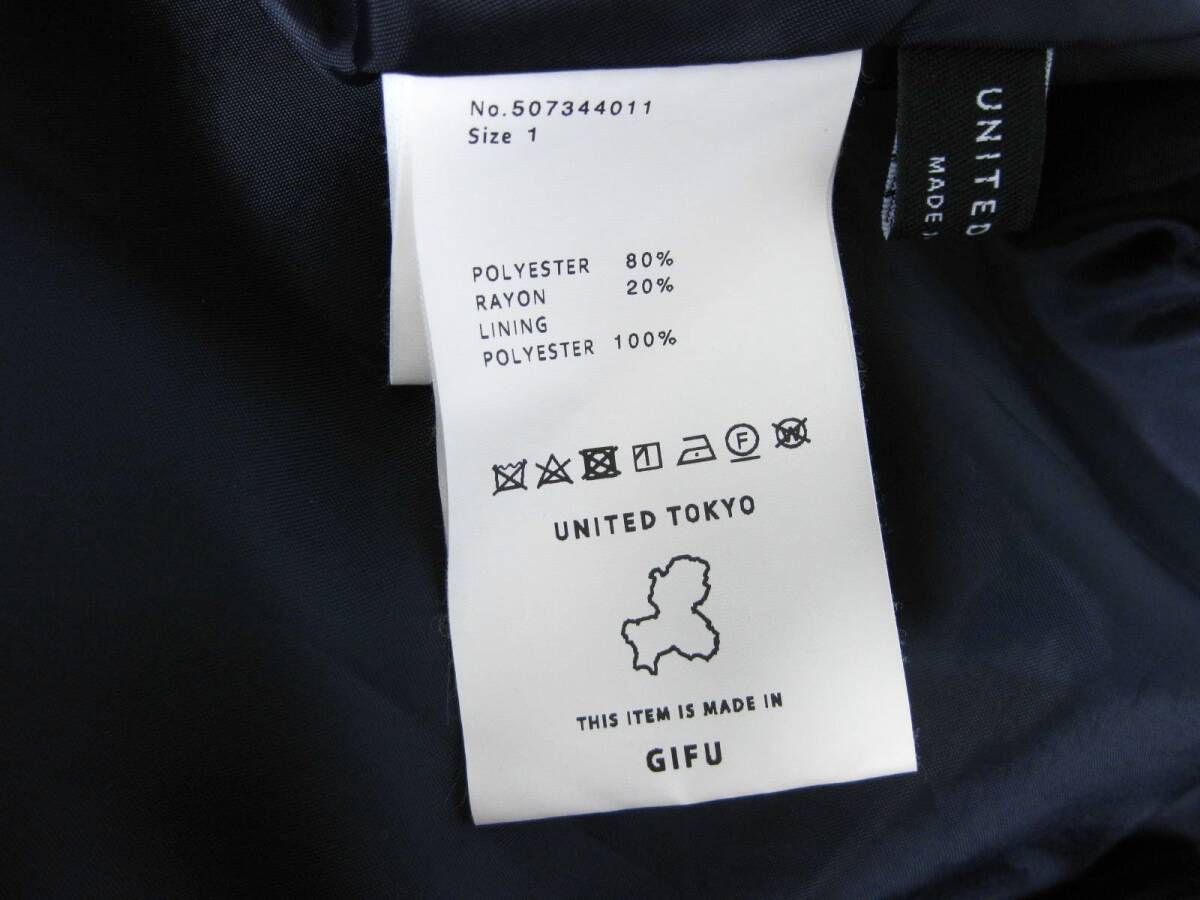 No.507344011
Size 1
POLYESTER 80%
RAYON 20%
LINING
POLYESTER 100%
F
W
UNITED TOKYO
THIS ITEM IS MADE IN
GIFU
UNITED
MADE